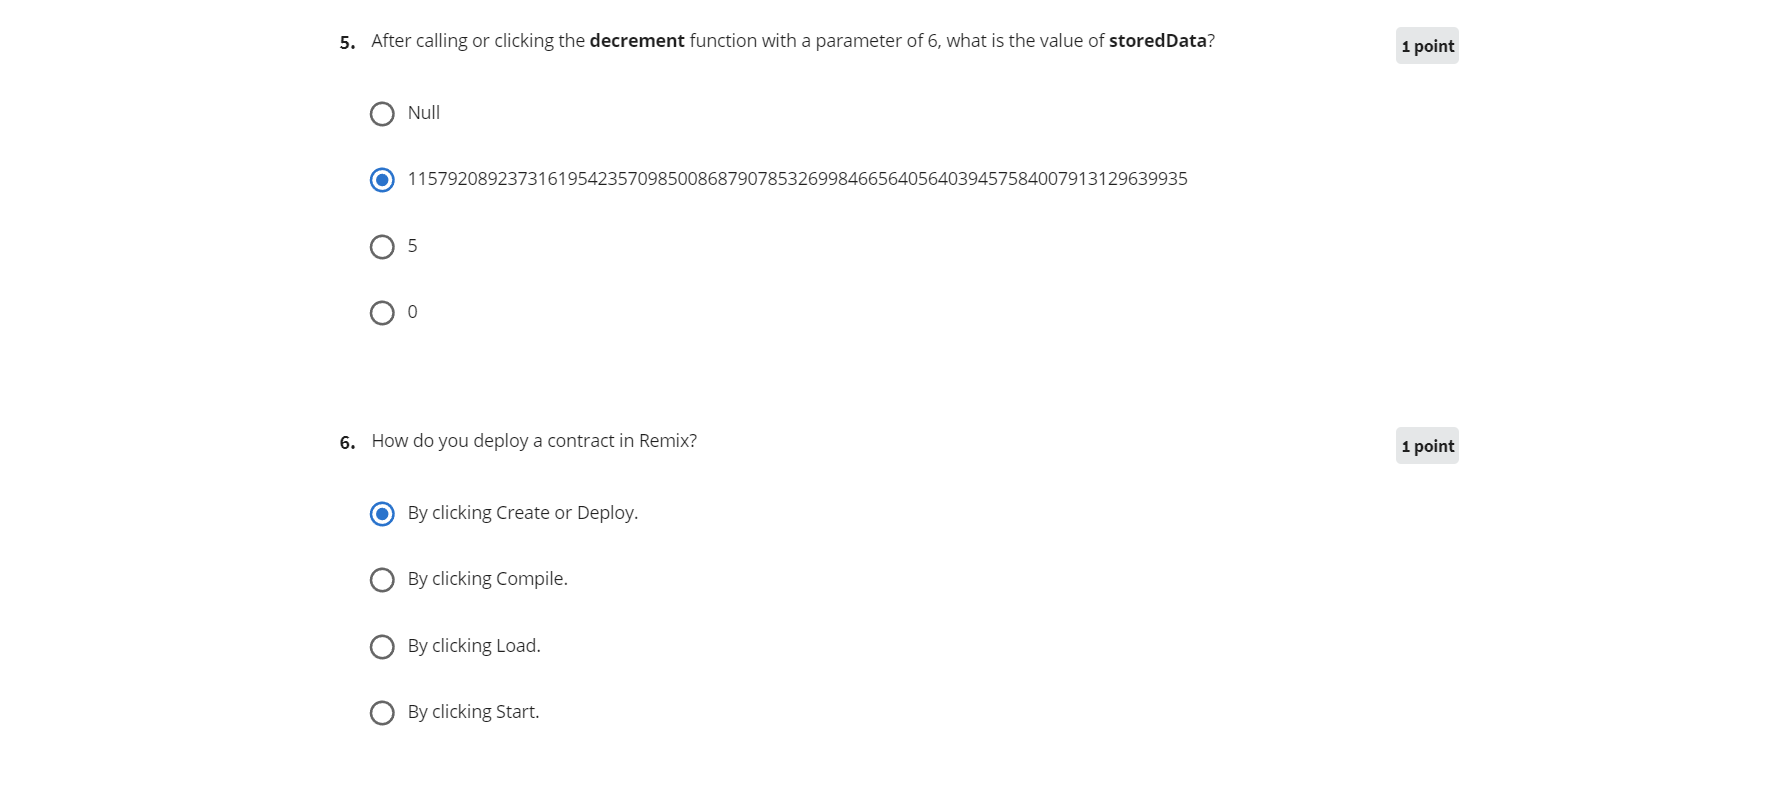 5. After calling or clicking the decrement function with a parameter of 6, what is the value of storedData?
1 point
Null
115792089237316195423570985008687907853269984665640564039457584007913129639935
5
0
6. How do you deploy a contract in Remix?
1 point
By clicking Create or Deploy.
By clicking Compile.
By clicking Load.
By clicking Start.